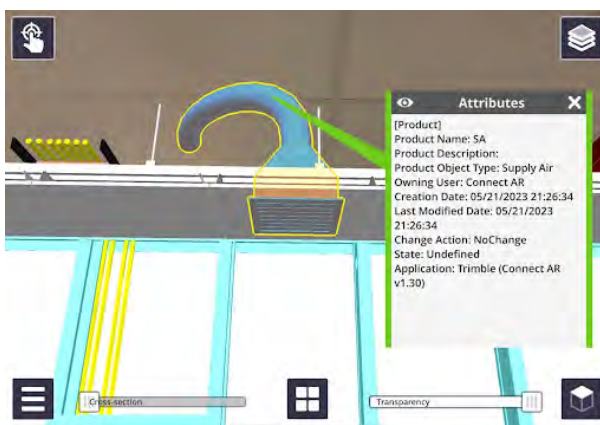 Attributes
[Product]
Product Name: SA
Product Description:
Product Object Type: Supply Air
Owning User: Connect AR
Creation Date: 05/21/2023 21:26:34
Last Modified Date: 05/21/2023
21:26:34
Change Action: NoChange
State: Undefined
Application: Trimble (Connect AR
v1.30)
Cross-section
Transparency